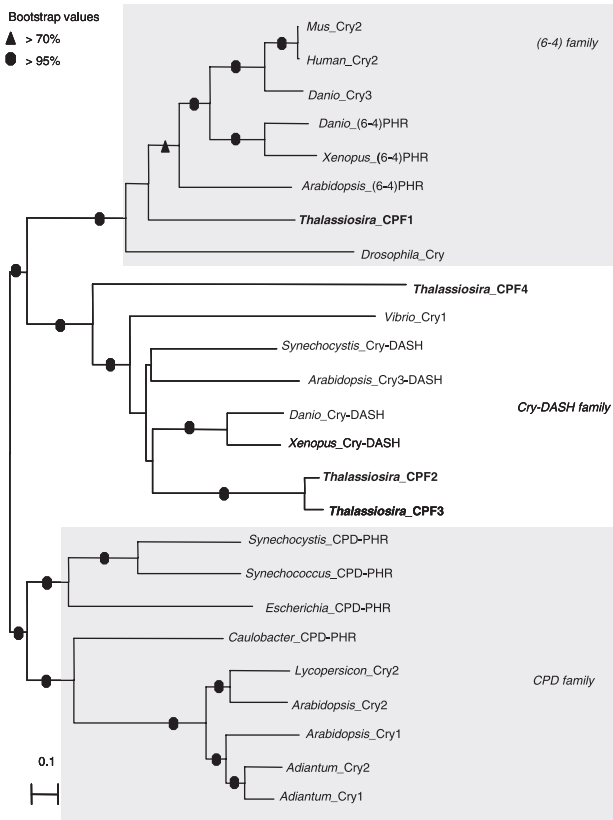 Bootstrap values
> 70%
> 95%
(6-4) family
Mus_Cry2
Human_Cry2
Danio_Cry3
Danio_(6-4)PHR
Xenopus_(6-4)PHR
Arabidopsis_(6-4)PHR
Thalassiosira_CPF1
Drosophila_Cry
Thalassiosira_CPF4
Vibrio_Cry1
Synechocystis_Cry-DASH
Arabidopsis_Cry3-DASH
Cry-DASH family
Danio_Cry-DASH
Xenopus_Cry-DASH
Thalassiosira_CPF2
Thalassiosira_CPF3
Synechocystis_CPD-PHR
Synechococcus_CPD-PHR
Escherichia_CPD-PHR
Caulobacter_CPD-PHR
Lycopersicon_Cry2
CPD family
Arabidopsis_Cry2
Arabidopsis_Cry1
Adiantum_Cry2
Adiantum_Cry1
0.1